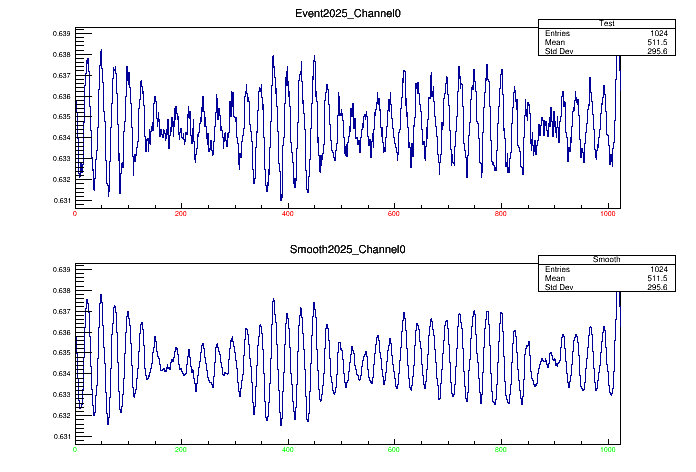 Event2025_Channel0
Test
Entries 1024
Mean 511.5
Std Dev 295.6
0.639
0.638
0.637
0.636
0.635
0.634
0.633
0.632
0.631
0 200 400 600 800 1000
Smooth2025_Channel0
Smooth
Entries 1024
Mean 511.5
Std Dev 295.6
0.639
0.638
0.637
0.636
0.635
0.634
0.633
0.632
0.631
0 200 400 600 800 1000